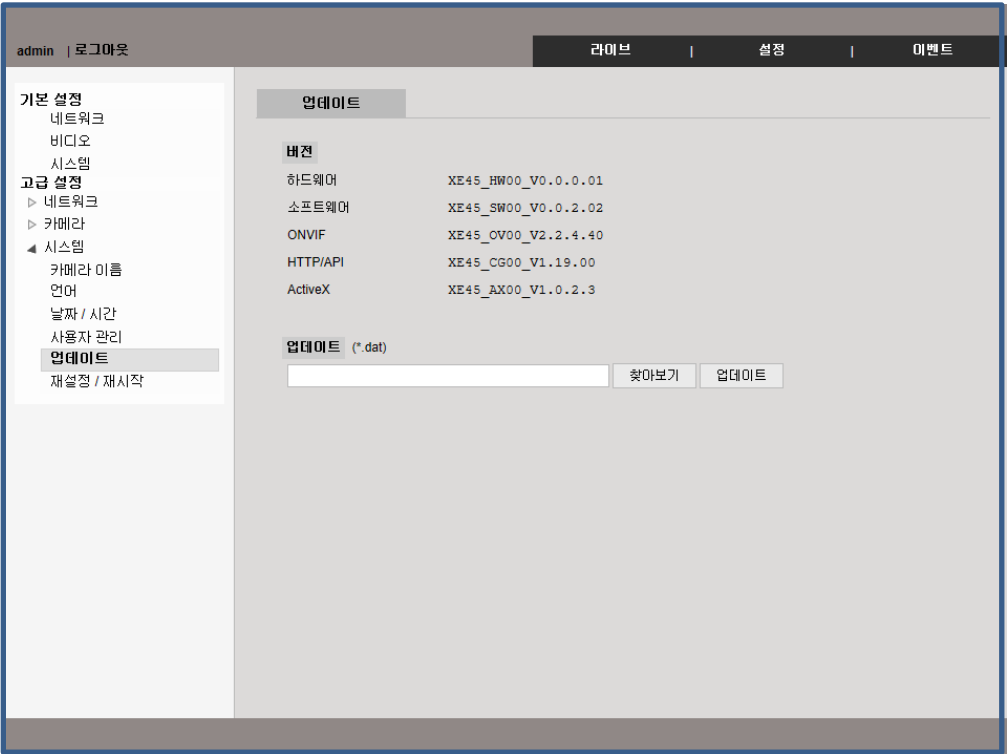 admin | 로그아웃
라이브 | 설정 | 이벤트
기본 설정
네트워크
비디오
시스템
고급 설정
네트워크
카메라
시스템
카메라 이름
언어
날짜 / 시간
사용자 관리
업데이트
재설정 / 재시작
업데이트
버전
하드웨어 XE45_HW00_V0.0.0.01
소프트웨어 XE45_SW00_V0.0.2.02
ONVIF XE45_OV00_V2.2.4.40
HTTP/API XE45_CG00_V1.19.00
ActiveX XE45_AX00_V1.0.2.3
업데이트 (*.dat)
찾아보기 업데이트